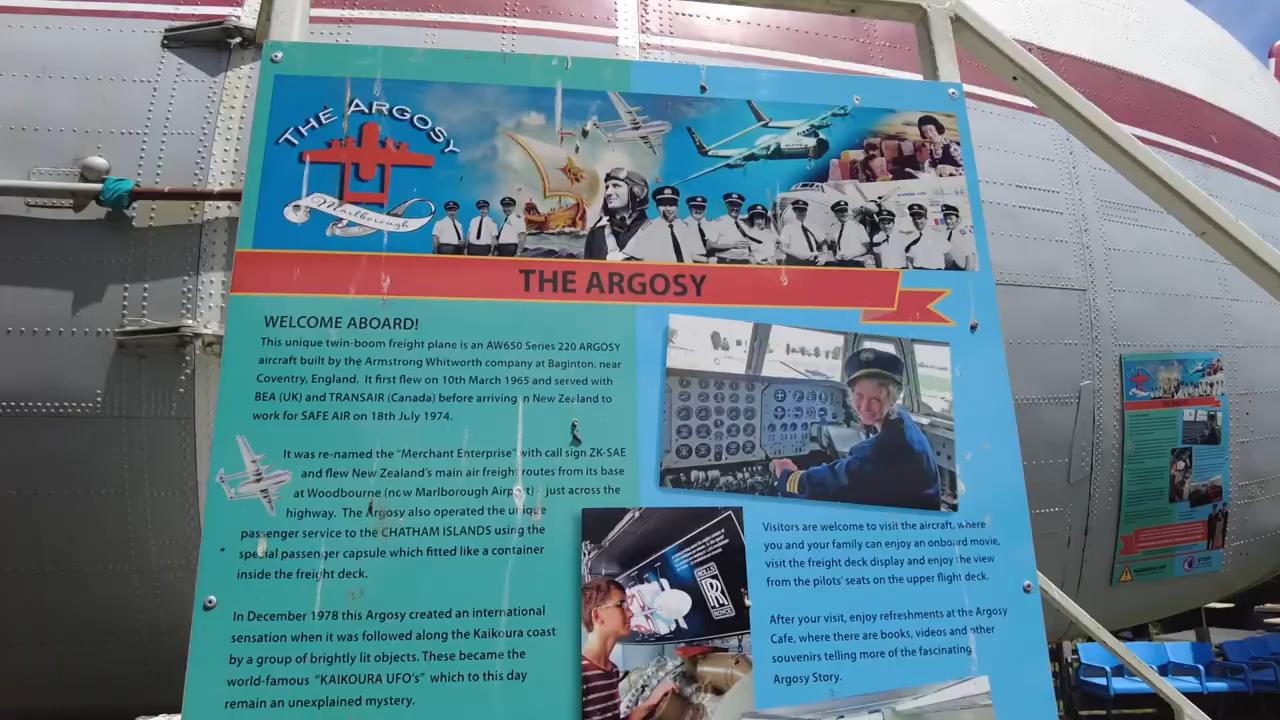 THE ARGOSY
Marlborough
THE ARGOSY
WELCOME ABOARD!
This unique twin-boom freight plane is an AW650 Series 220 ARGOSY
aircraft built by the Armstrong Whitworth company at Baginton. near
Coventry, England. It first flew on 10th March 1965 and served with
BEA (UK) and TRANSAIR (Canada) before arriving in New Zealand to
work for SAFE AIR on 18th July 1974.
It was re-named the "Merchant Enterprise" with call sign ZK-SAE
and flew New Zealand's main air freight routes from its base
at Woodbourne (now Marlborough Airport) - just across the
highway. The Argosy also operated the unique
passenger service to the CHATHAM ISLANDS using the
special passenger capsule which fitted like a container
inside the freight deck.
In December 1978 this Argosy created an international
sensation when it was followed along the Kaikoura coast
by a group of brightly lit objects. These became the
world-famous "KAIKOURA UFO's" which to this day
remain an unexplained mystery.
ROLLS
RR
ROYCE
Visitors are welcome to visit the aircraft, where
you and your family can enjoy an onboard movie,
visit the freight deck display and enjoy the view
from the pilots' seats on the upper flight deck.
After your visit, enjoy refreshments at the Argosy
Cafe, where there are books, videos and other
souvenirs telling more of the fascinating
Argosy Story.
THE ARGOSY